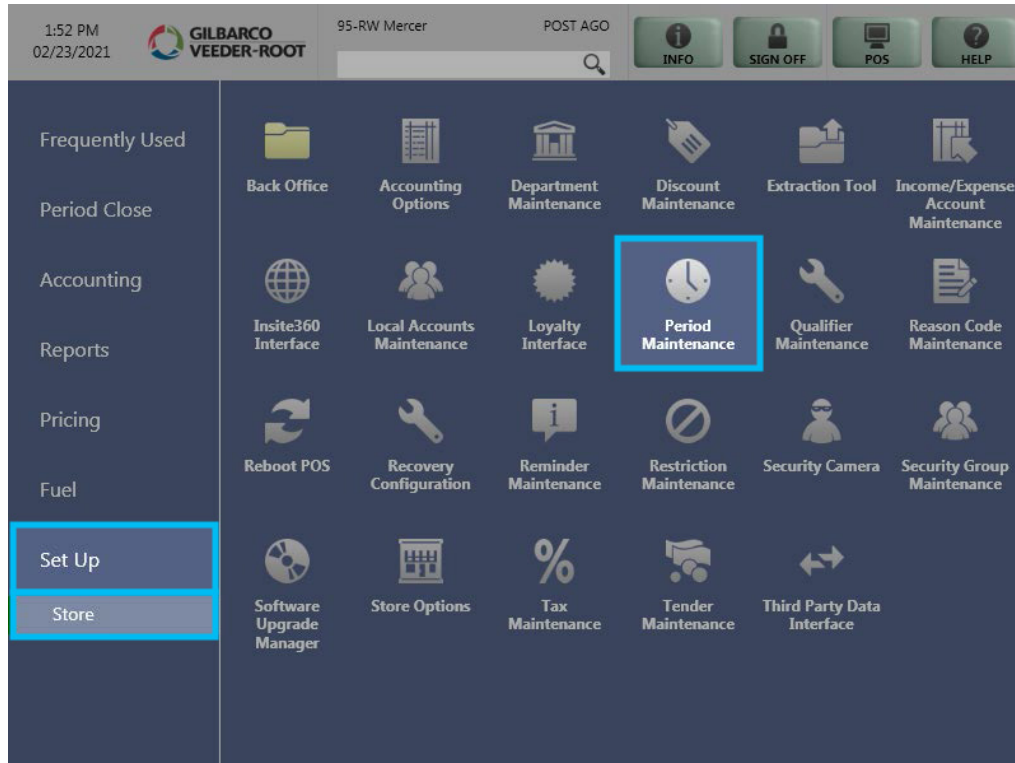 1:52 PM
02/23/2021
GILBARCO
VEEDER-ROOT
95-RW Mercer
POST AGO
INFO
SIGN OFF
POS
HELP
Frequently Used
Period Close
Accounting
Reports
Pricing
Fuel
Set Up
Store
Back Office
Accounting
Options
Department
Maintenance
Discount
Maintenance
Extraction Tool
Income/Expense
Account
Maintenance
Insite360
Interface
Local Accounts
Maintenance
Loyalty
Interface
Period
Maintenance
Qualifier
Maintenance
Reason Code
Maintenance
Reboot POS
Recovery
Configuration
Reminder
Maintenance
Restriction
Maintenance
Security Camera
Security Group
Maintenance
Software
Upgrade
Manager
Store Options
Tax
Maintenance
Tender
Maintenance
Third Party Data
Interface